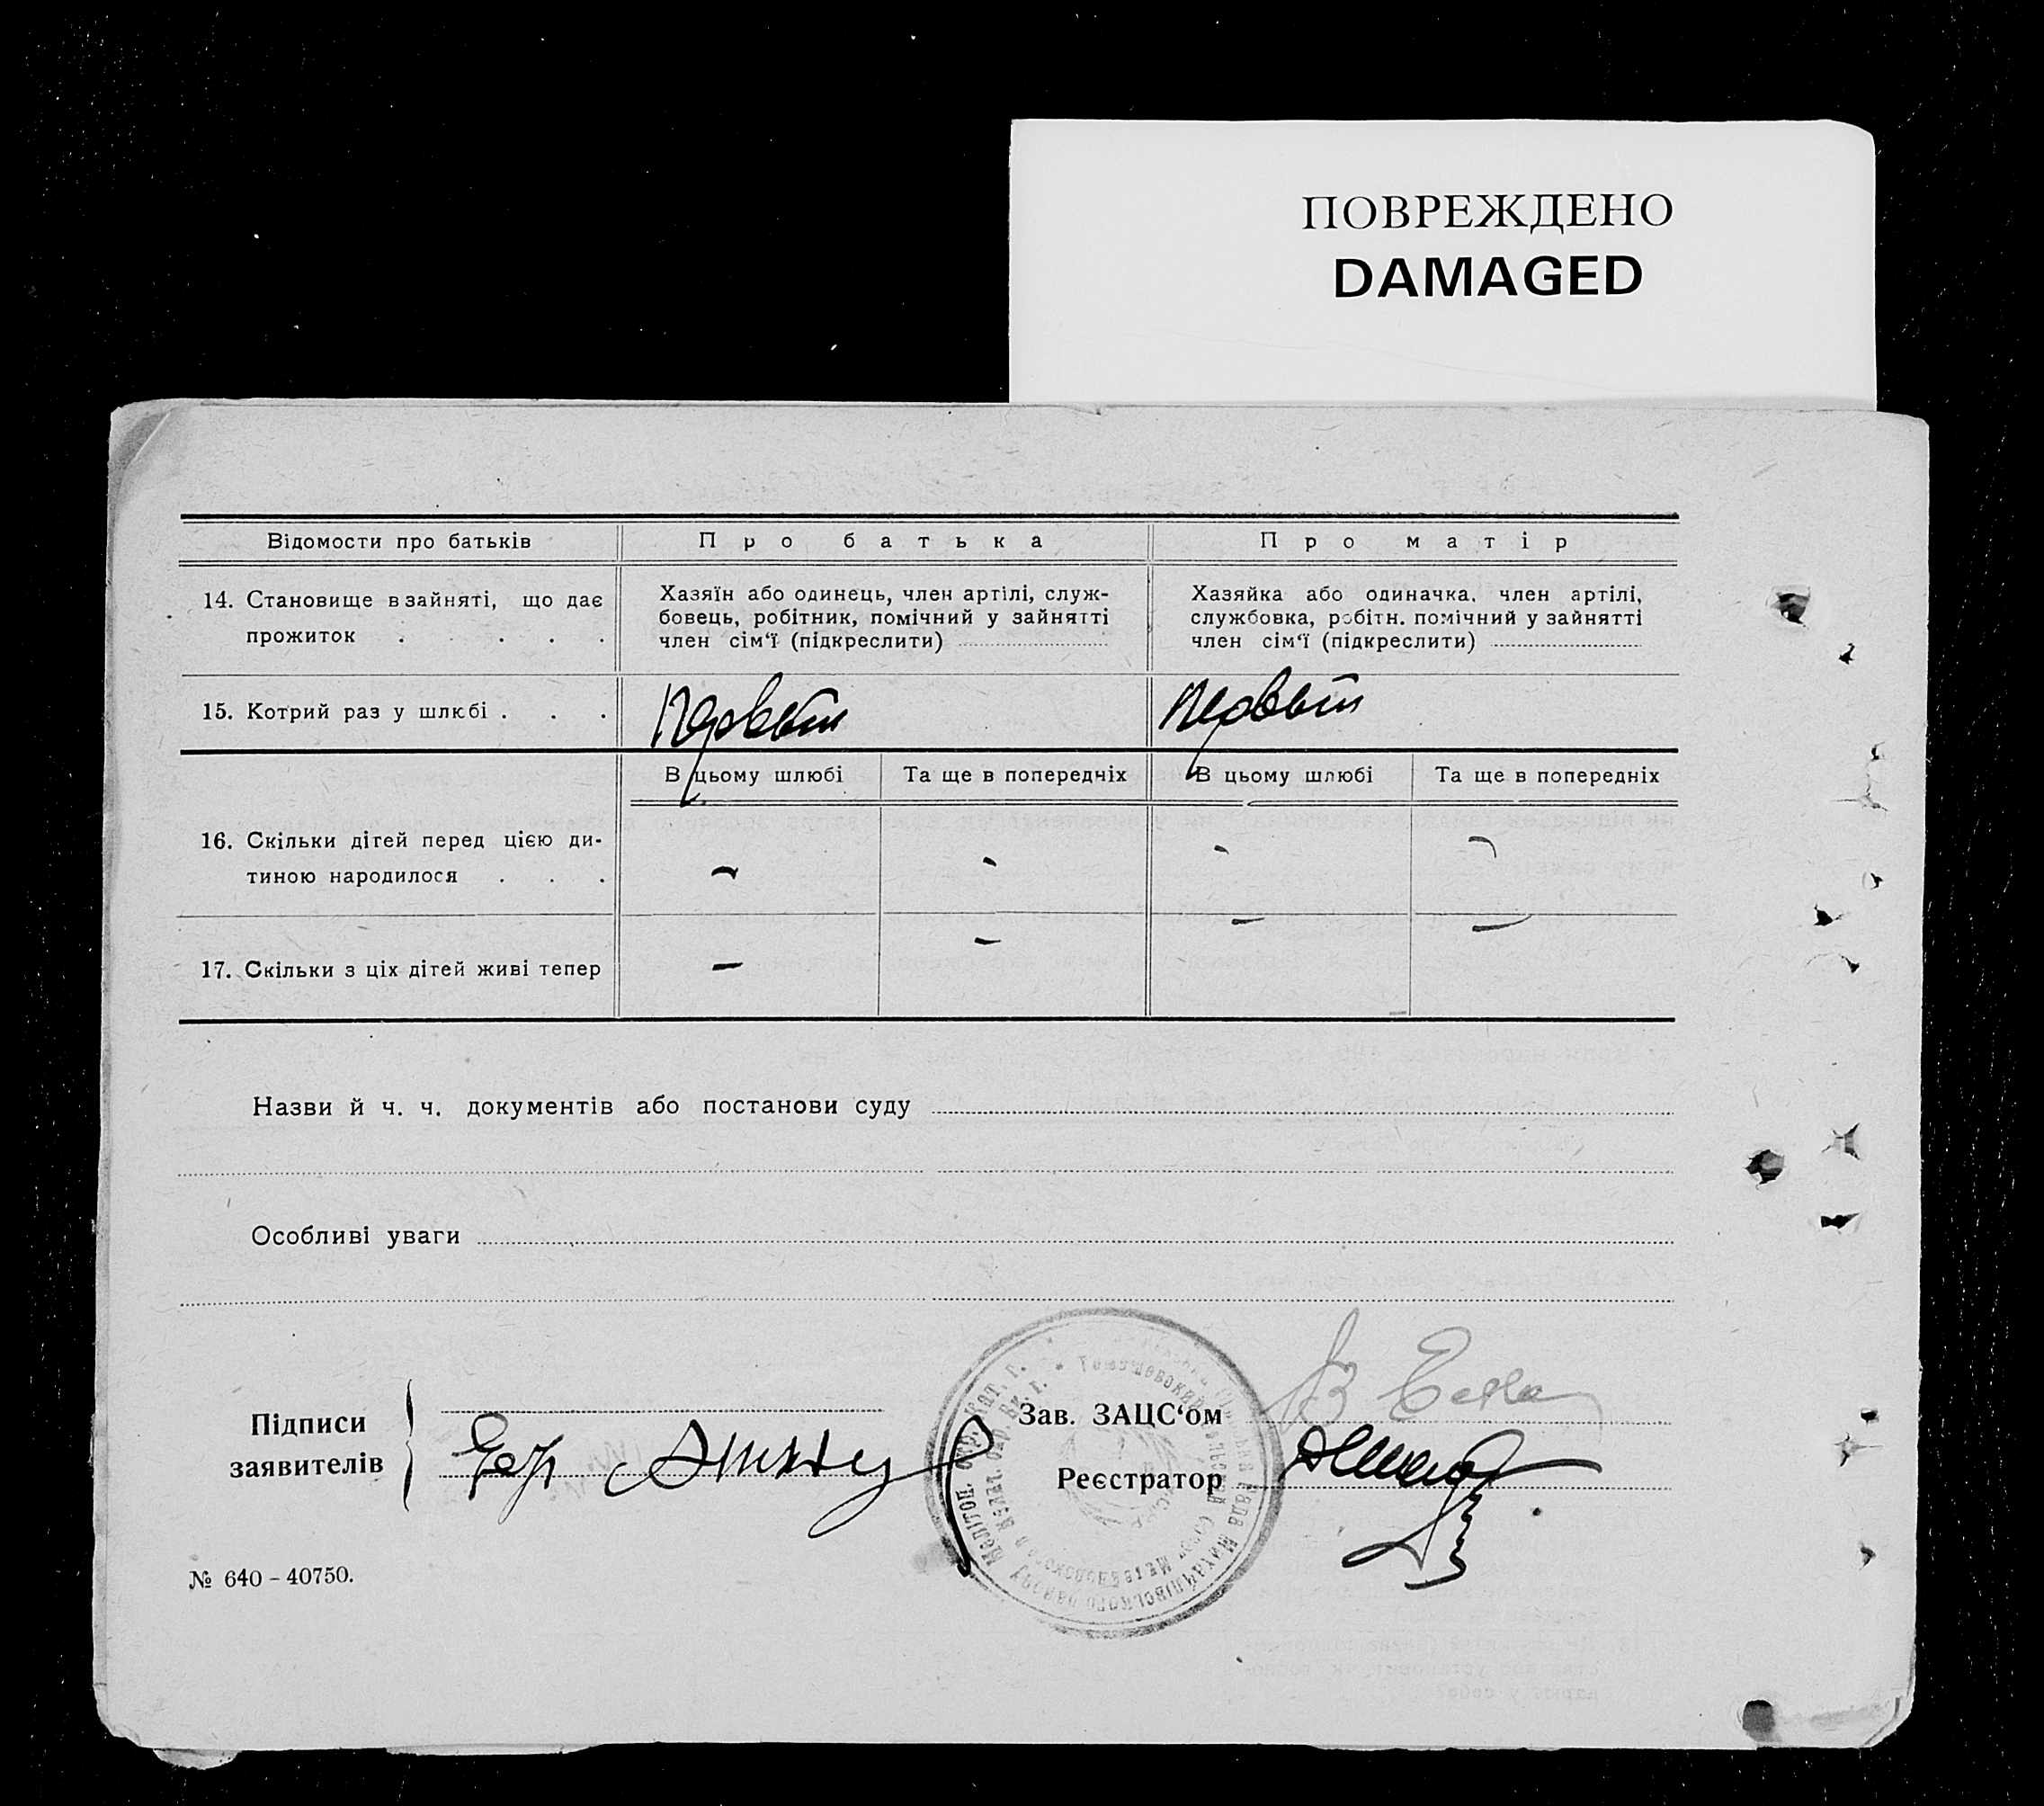 ПОВРЕЖДЕНО
DAMAGED
Відомости про батьків
Про батька
Про матір
14. Становище в зайняті, що дає
прожиток . . . .
Хазяїн або одинець, член артілі, служ-
бовець, робітник, помічний у зайнятті
член сім‘ї (підкреслити)
Хазяйка або одиначка, член артілі,
службовка, робітн. помічний у зайнятті
член сім‘ї (підкреслити)
15. Котрий раз у шлюбі . . .
Первый
Первый
В цьому шлюбі
Та ще в попередніх
В цьому шлюбі
Та ще в попередніх
16. Скільки дітей перед цією ди-
тиною народилося . . .
- - - -
17. Скільки з ціх дітей живі тепер
- - - -
Назви й ч. ч. документів або постанови суду
Особливі уваги
Підписи
заявителів
Зав. ЗАЦС‘ом
Реєстратор
№ 640 – 40750.